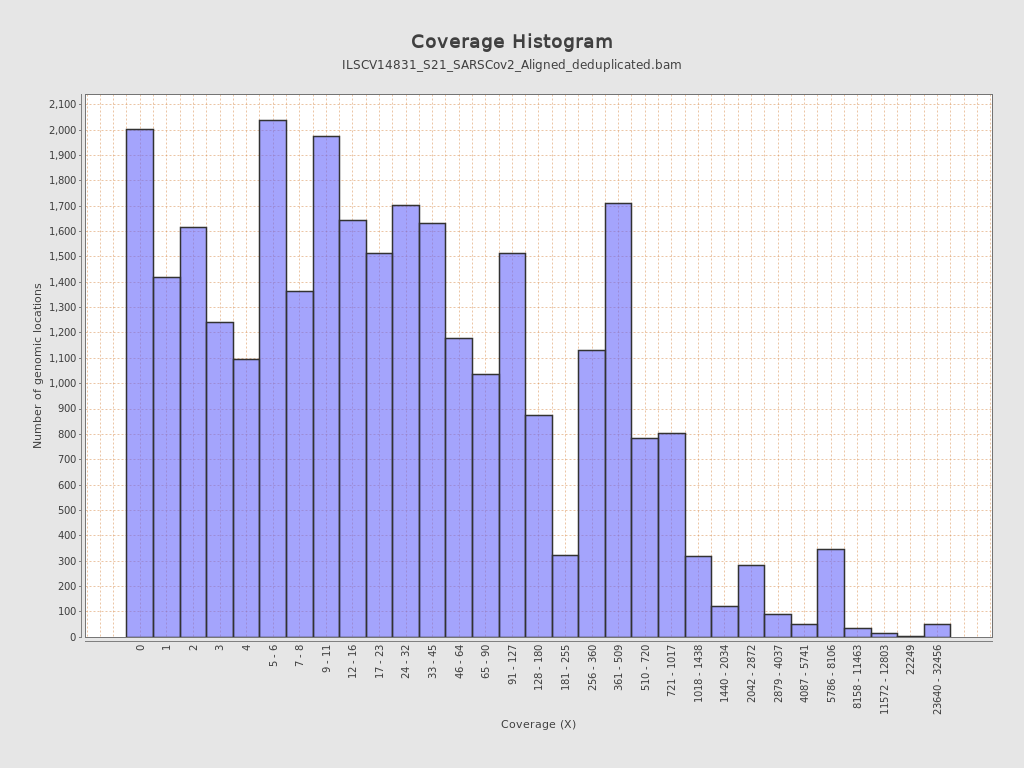 Coverage Histogram
ILSCV14831_S21_SARSCov2_Aligned_deduplicated.bam
Number of genomic locations
2,100
2,000
1,900
1,800
1,700
1,600
1,500
1,400
1,300
1,200
1,100
1,000
900
800
700
600
500
400
300
200
100
0
0
1
2
3
4
5 - 6
7 - 8
9 - 11
12 - 16
17 - 23
24 - 32
33 - 45
46 - 64
65 - 90
91 - 127
128 - 180
181 - 255
256 - 360
361 - 509
510 - 720
721 - 1017
1018 - 1438
1440 - 2034
2042 - 2872
2879 - 4037
4087 - 5741
5786 - 8106
8158 - 11463
11572 - 12803
22249
23640 - 32456
Coverage (X)